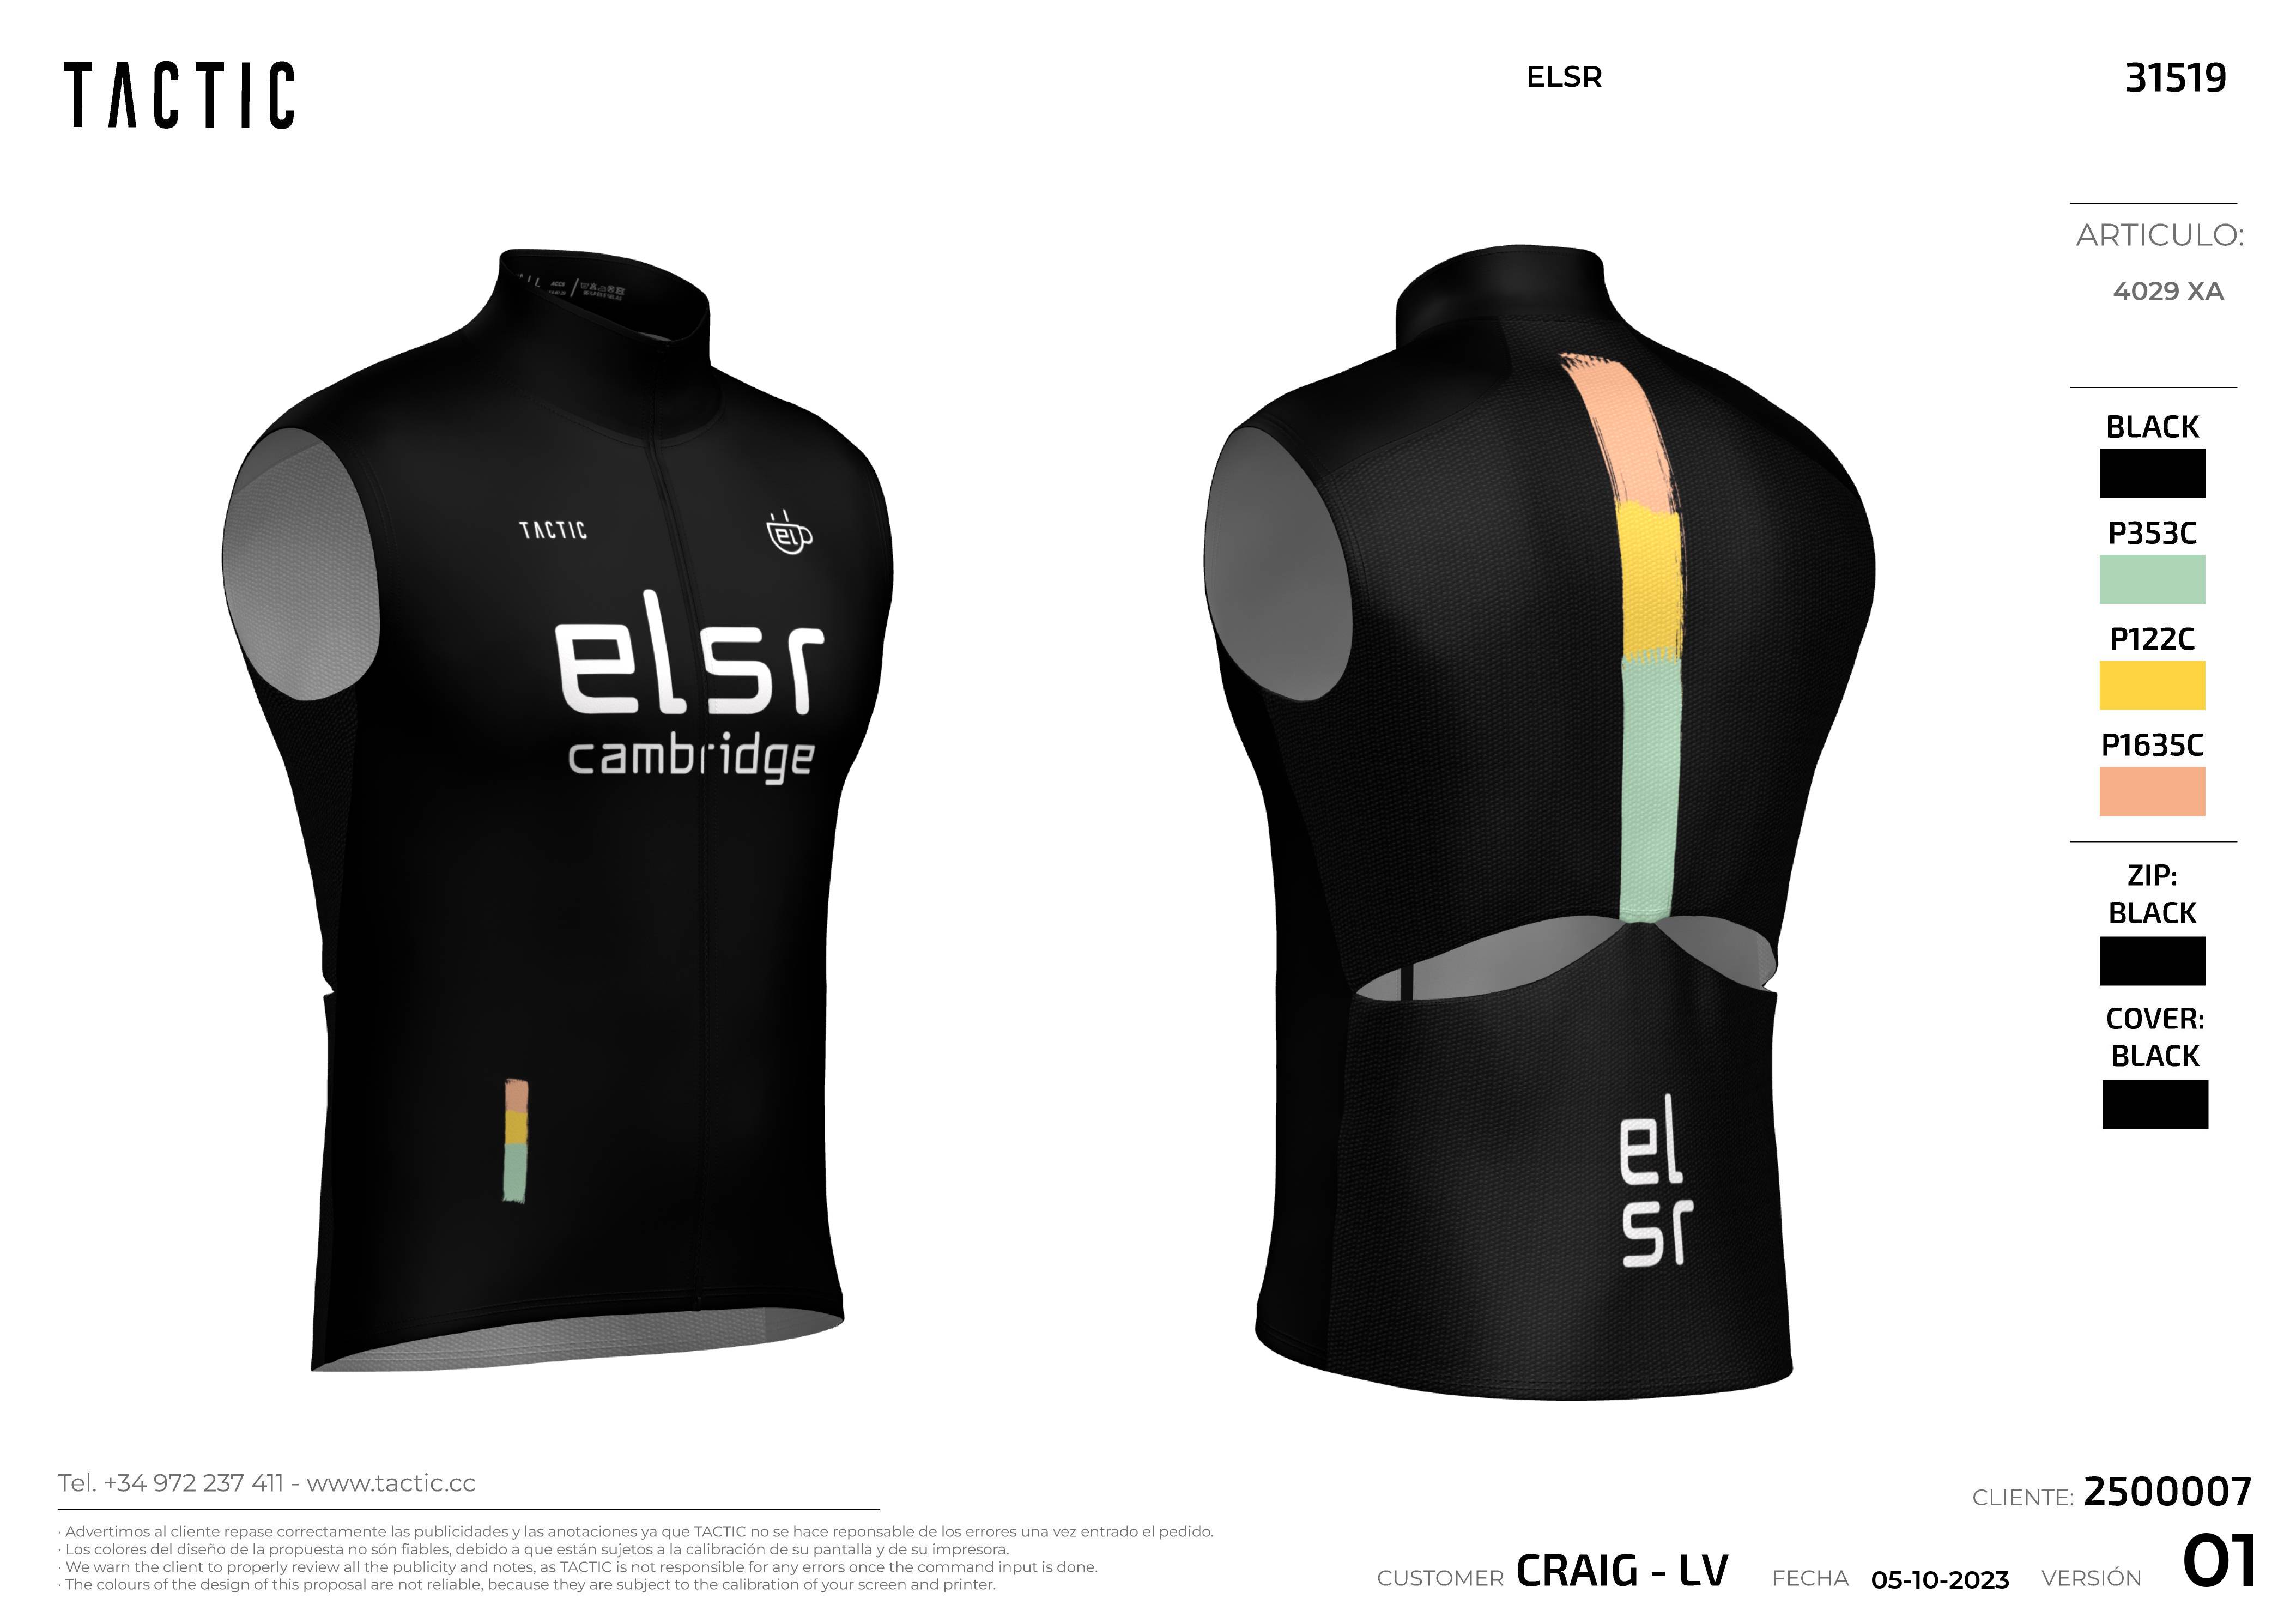 TACTIC
ELSR
31519
ARTICULO:
4029 XA
TACTIC
el
elsr
cambridge
el
sr
BLACK
P353C
P122C
P1635C
ZIP:
BLACK
COVER:
BLACK
Tel. +34 972 237 411 - www.tactic.cc
· Advertimos al cliente repase correctamente las publicidades y las anotaciones ya que TACTIC no se hace reponsable de los errores una vez entrado el pedido.
· Los colores del diseño de la propuesta no són fiables, debido a que están sujetos a la calibración de su pantalla y de su impresora.
· We warn the client to properly review all the publicity and notes, as TACTIC is not responsible for any errors once the command input is done.
· The colours of the design of this proposal are not reliable, because they are subject to the calibration of your screen and printer.
CLIENTE: 2500007
CUSTOMER CRAIG - LV FECHA 05-10-2023 VERSIÓN 01